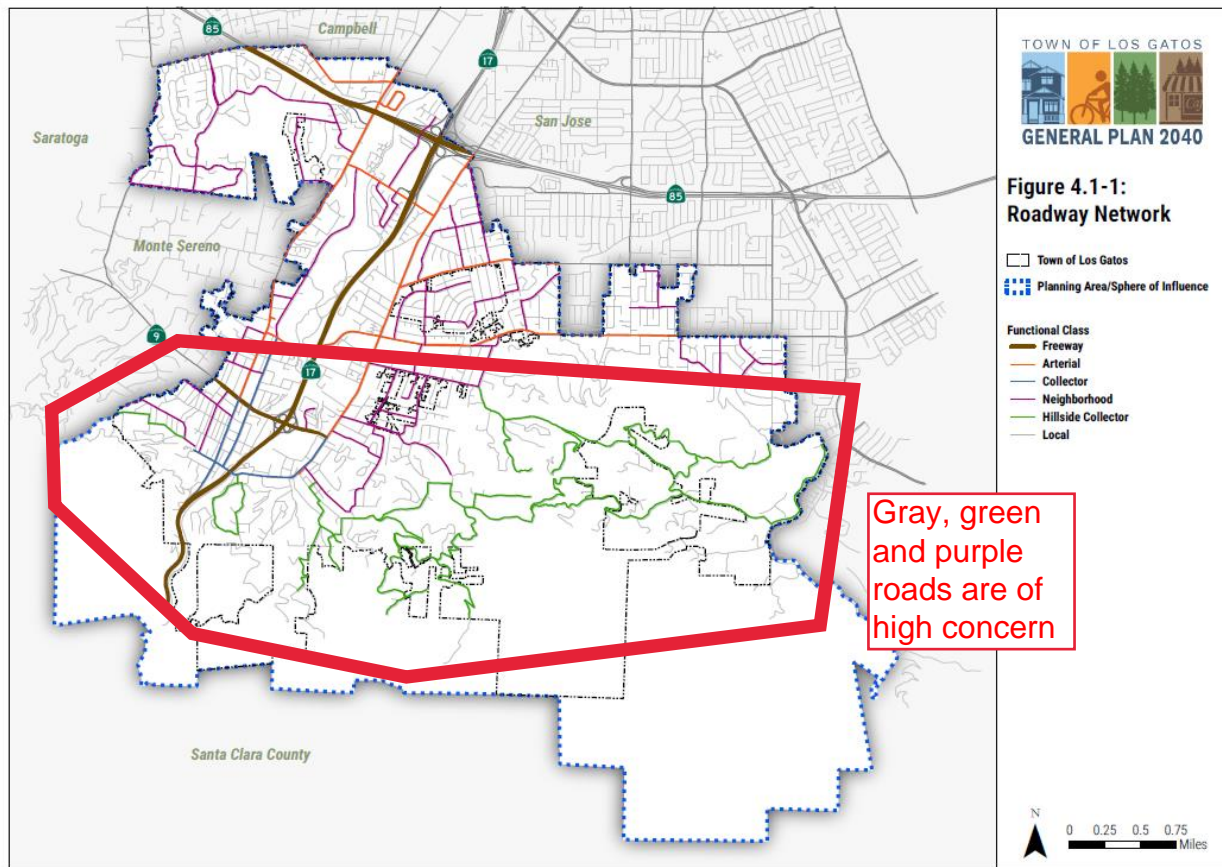 85
Campbell
17
Saratoga
San Jose
85
Monte Sereno
9
17
Santa Clara County
TOWN OF LOS GATOS
GENERAL PLAN 2040
Figure 4.1-1:
Roadway Network
Town of Los Gatos
Planning Area/Sphere of Influence
Functional Class
Freeway
Arterial
Collector
Neighborhood
Hillside Collector
Local
Gray, green
and purple
roads are of
high concern
N
0 0.25 0.5 0.75
Miles